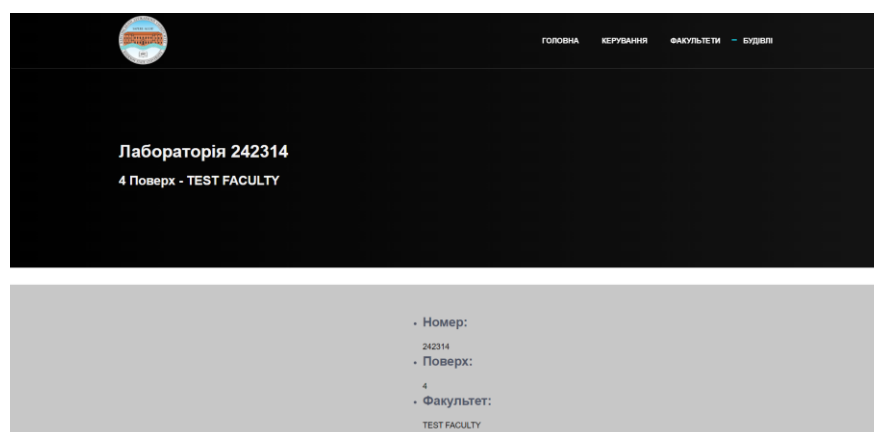 ГОЛОВНА КЕРУВАННЯ ФАКУЛЬТЕТИ БУДІВЛІ
Лабораторія 242314
4 Поверх - TEST FACULTY
Номер:
242314
Поверх:
4
Факультет:
TEST FACULTY